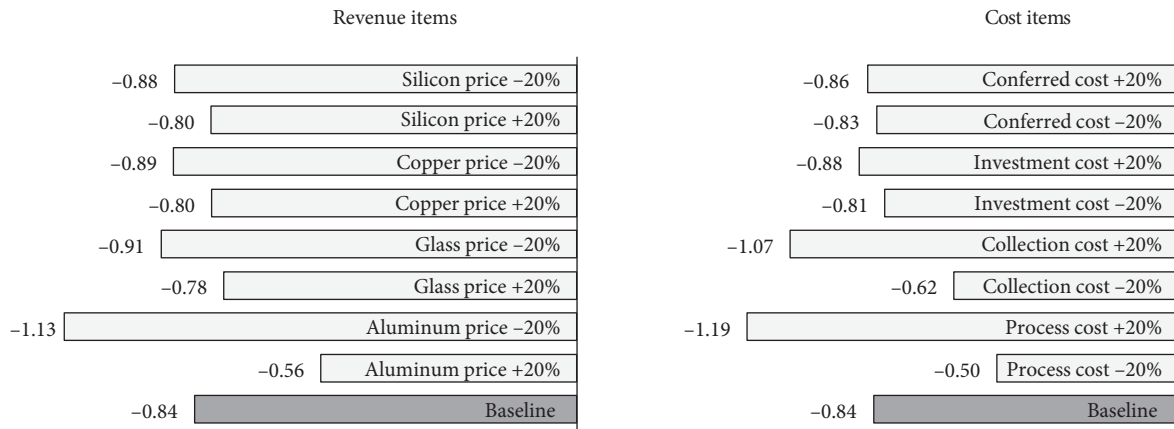 Revenue items
–0.88 Silicon price –20%
–0.80 Silicon price +20%
–0.89 Copper price –20%
–0.80 Copper price +20%
–0.91 Glass price –20%
–0.78 Glass price +20%
–1.13 Aluminum price –20%
–0.56 Aluminum price +20%
–0.84 Baseline
Cost items
–0.86 Conferred cost +20%
–0.83 Conferred cost –20%
–0.88 Investment cost +20%
–0.81 Investment cost –20%
–1.07 Collection cost +20%
–0.62 Collection cost –20%
–1.19 Process cost +20%
–0.50 Process cost –20%
–0.84 Baseline